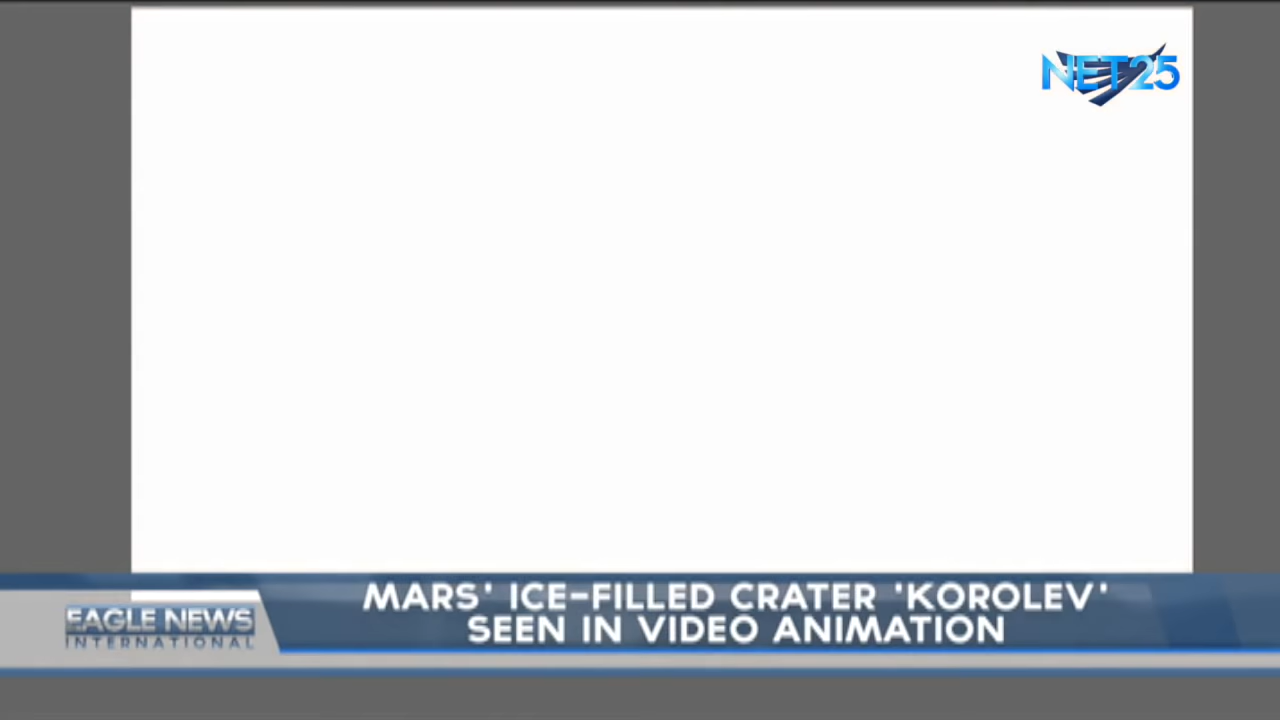 NET25
MARS' ICE-FILLED CRATER 'KOROLEV'
SEEN IN VIDEO ANIMATION
EAGLE NEWS
INTERNATIONAL